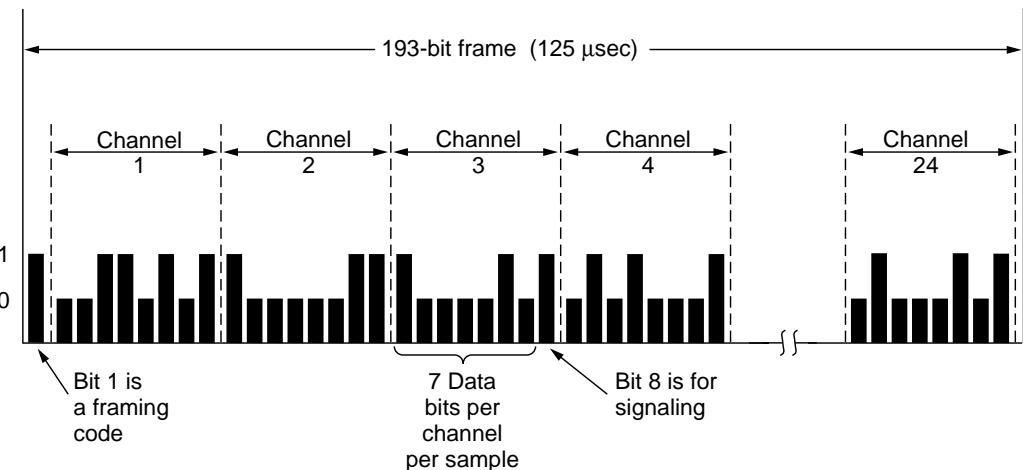 193-bit frame (125 μsec)
Channel
1
Channel
2
Channel
3
Channel
4
Channel
24
1
0
Bit 1 is
a framing
code
7 Data
bits per
channel
per sample
Bit 8 is for
signaling